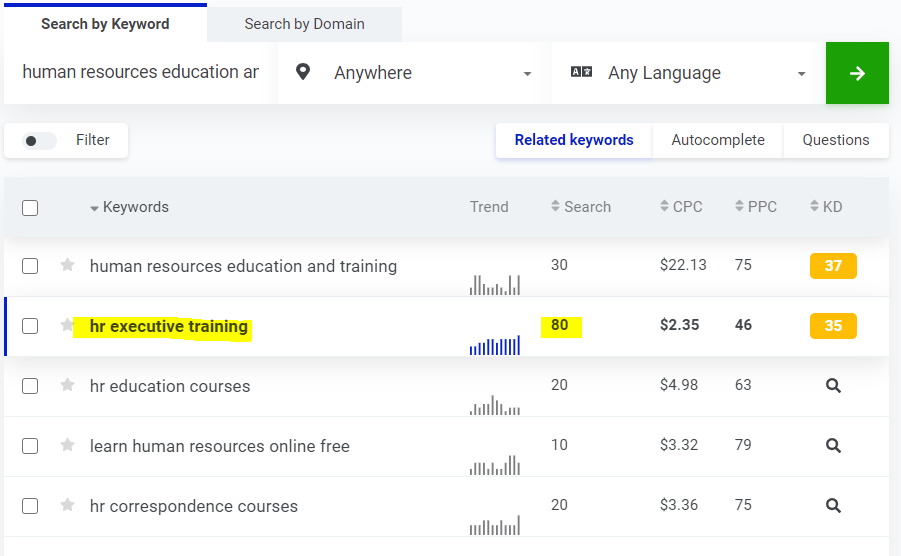 Search by Keyword Search by Domain
human resources education ar Anywhere Any Language
Filter Related keywords Autocomplete Questions
Keywords Trend Search CPC PPC KD
human resources education and training 30 $22.13 75 37
hr executive training 80 $2.35 46 35
hr education courses 20 $4.98 63
learn human resources online free 10 $3.32 79
hr correspondence courses 20 $3.36 75